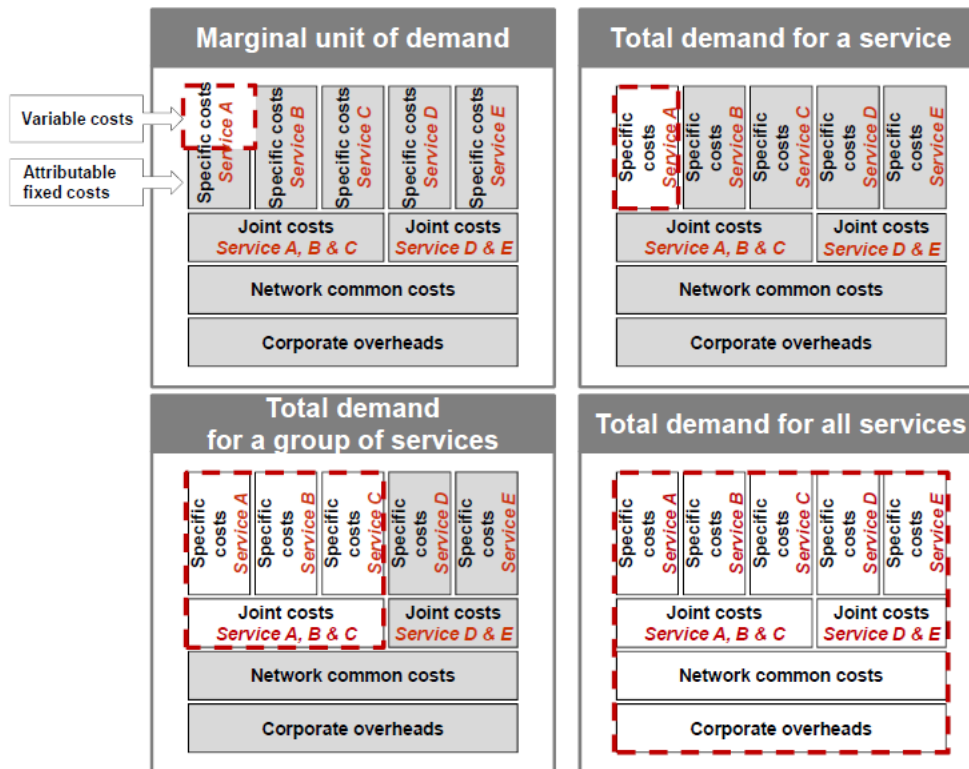 Marginal unit of demand
Variable costs
Attributable
fixed costs
Specific costs
Service A
Specific costs
Service B
Specific costs
Service C
Specific costs
Service D
Specific costs
Service E
Joint costs
Service A, B & C
Joint costs
Service D & E
Network common costs
Corporate overheads
Total demand for a service
Specific
costs
Service A
Specific
costs
Service B
Specific
costs
Service C
Specific
costs
Service D
Specific
costs
Service E
Joint costs
Service A, B & C
Joint costs
Service D & E
Network common costs
Corporate overheads
Total demand
for a group of services
Specific
costs
Service A
Specific
costs
Service B
Specific
costs
Service C
Specific
costs
Service D
Specific
costs
Service E
Joint costs
Service A, B & C
Joint costs
Service D & E
Network common costs
Corporate overheads
Total demand for all services
Specific
costs
Service A
Specific
costs
Service B
Specific
costs
Service C
Specific
costs
Service D
Specific
costs
Service E
Joint costs
Service A, B & C
Joint costs
Service D & E
Network common costs
Corporate overheads